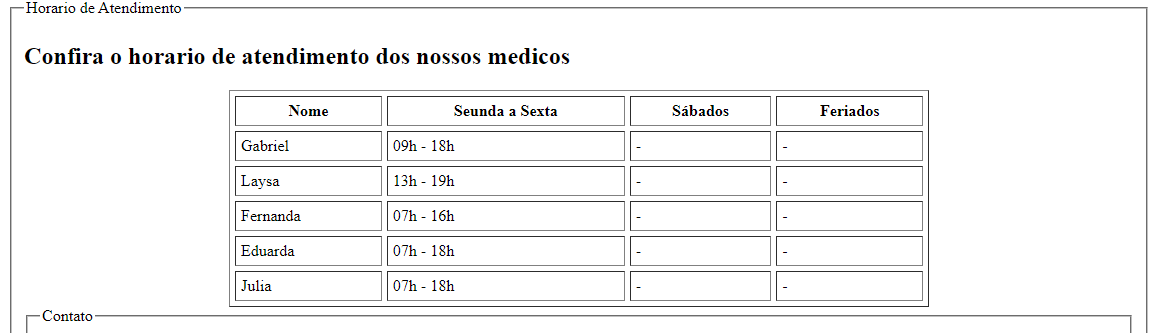 Horario de Atendimento
Confira o horario de atendimento dos nossos medicos
Nome Seunda a Sexta Sábados Feriados
Gabriel 09h - 18h - -
Laysa 13h - 19h - -
Fernanda 07h - 16h - -
Eduarda 07h - 18h - -
Julia 07h - 18h - -
Contato